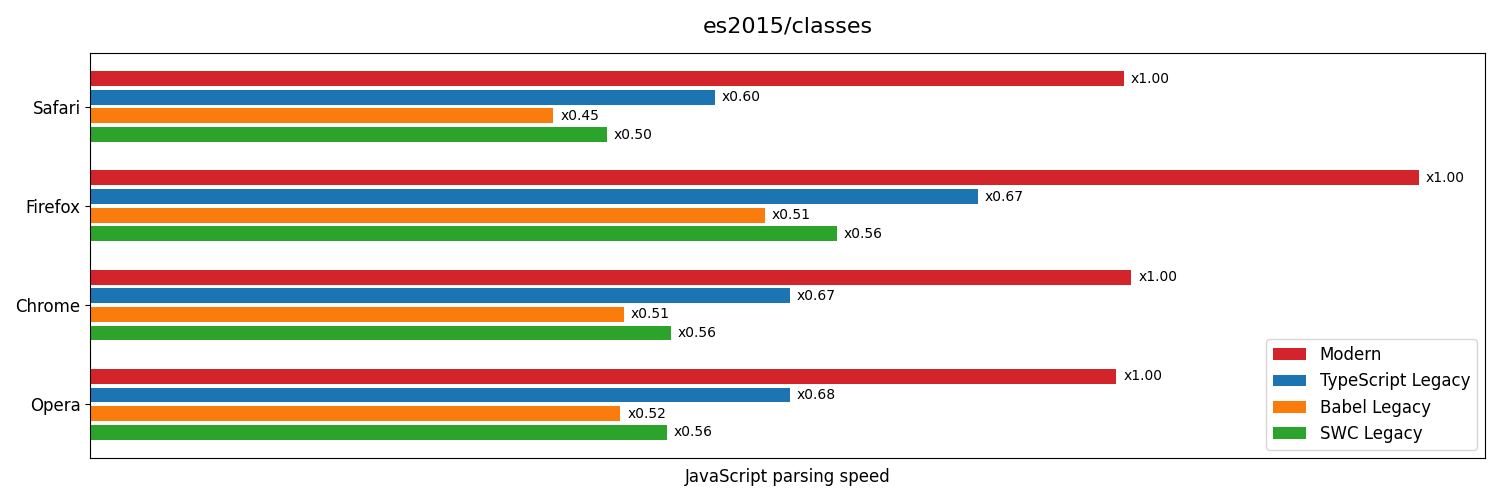 es2015/classes
Safari
x1.00
x0.60
x0.45
x0.50
Firefox
x1.00
x0.67
x0.51
x0.56
Chrome
x1.00
x0.67
x0.51
x0.56
Opera
x1.00
x0.68
x0.52
x0.56
Modern
TypeScript Legacy
Babel Legacy
SWC Legacy
JavaScript parsing speed